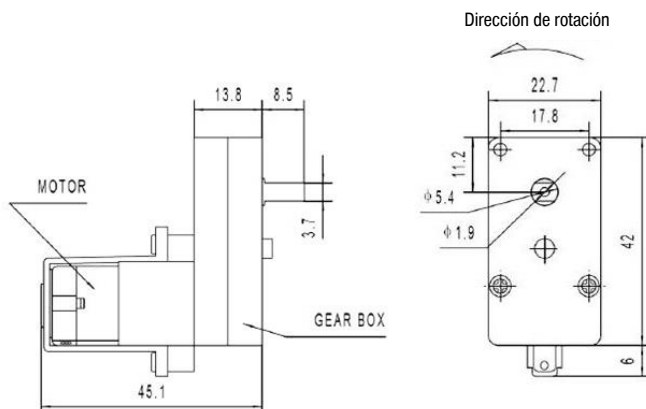 Dirección de rotación
22.7
17.8
13.8
8.5
11.2
MOTOR
ϕ5.4
3.7
ϕ1.9
42
GEAR BOX
6
45.1